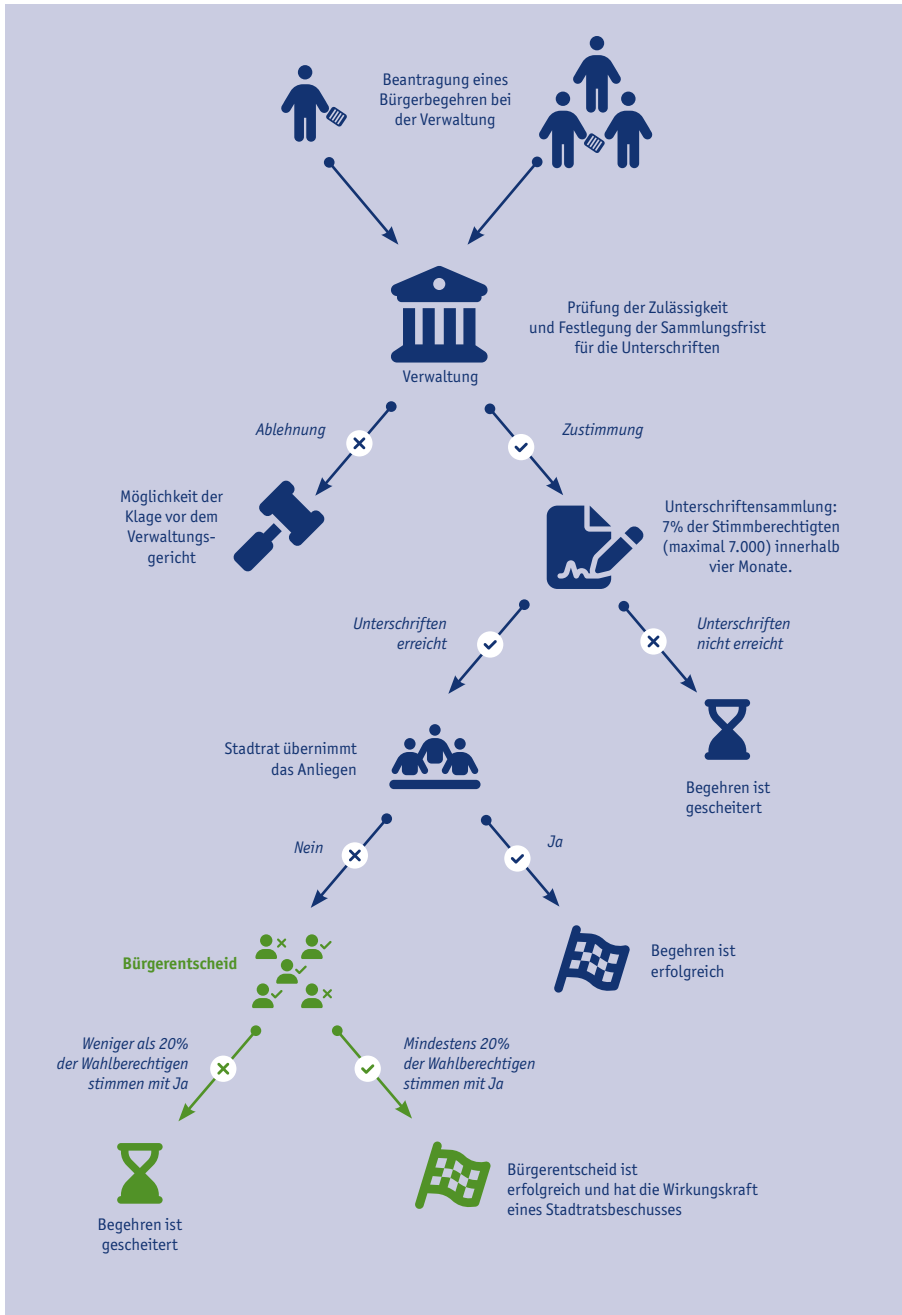 Beantragung eines
Bürgerbegehren bei
der Verwaltung
Prüfung der Zulässigkeit
und Festlegung der Sammlungsfrist
für die Unterschriften
Verwaltung
Ablehnung
Zustimmung
Möglichkeit der
Klage vor dem
Verwaltungs-
gericht
Unterschriftensammlung:
7% der Stimmberechtigten
(maximal 7.000) innerhalb
vier Monate.
Unterschriften
erreicht
Unterschriften
nicht erreicht
Stadtrat übernimmt
das Anliegen
Begehren ist
gescheitert
Nein
Ja
Bürgerentscheid
Begehren ist
erfolgreich
Weniger als 20%
der Wahlberechtigen
stimmen mit Ja
Mindestens 20%
der Wahlberechtigen
stimmen mit Ja
Begehren ist
gescheitert
Bürgerentscheid ist
erfolgreich und hat die Wirkungskraft
eines Stadtratsbeschusses